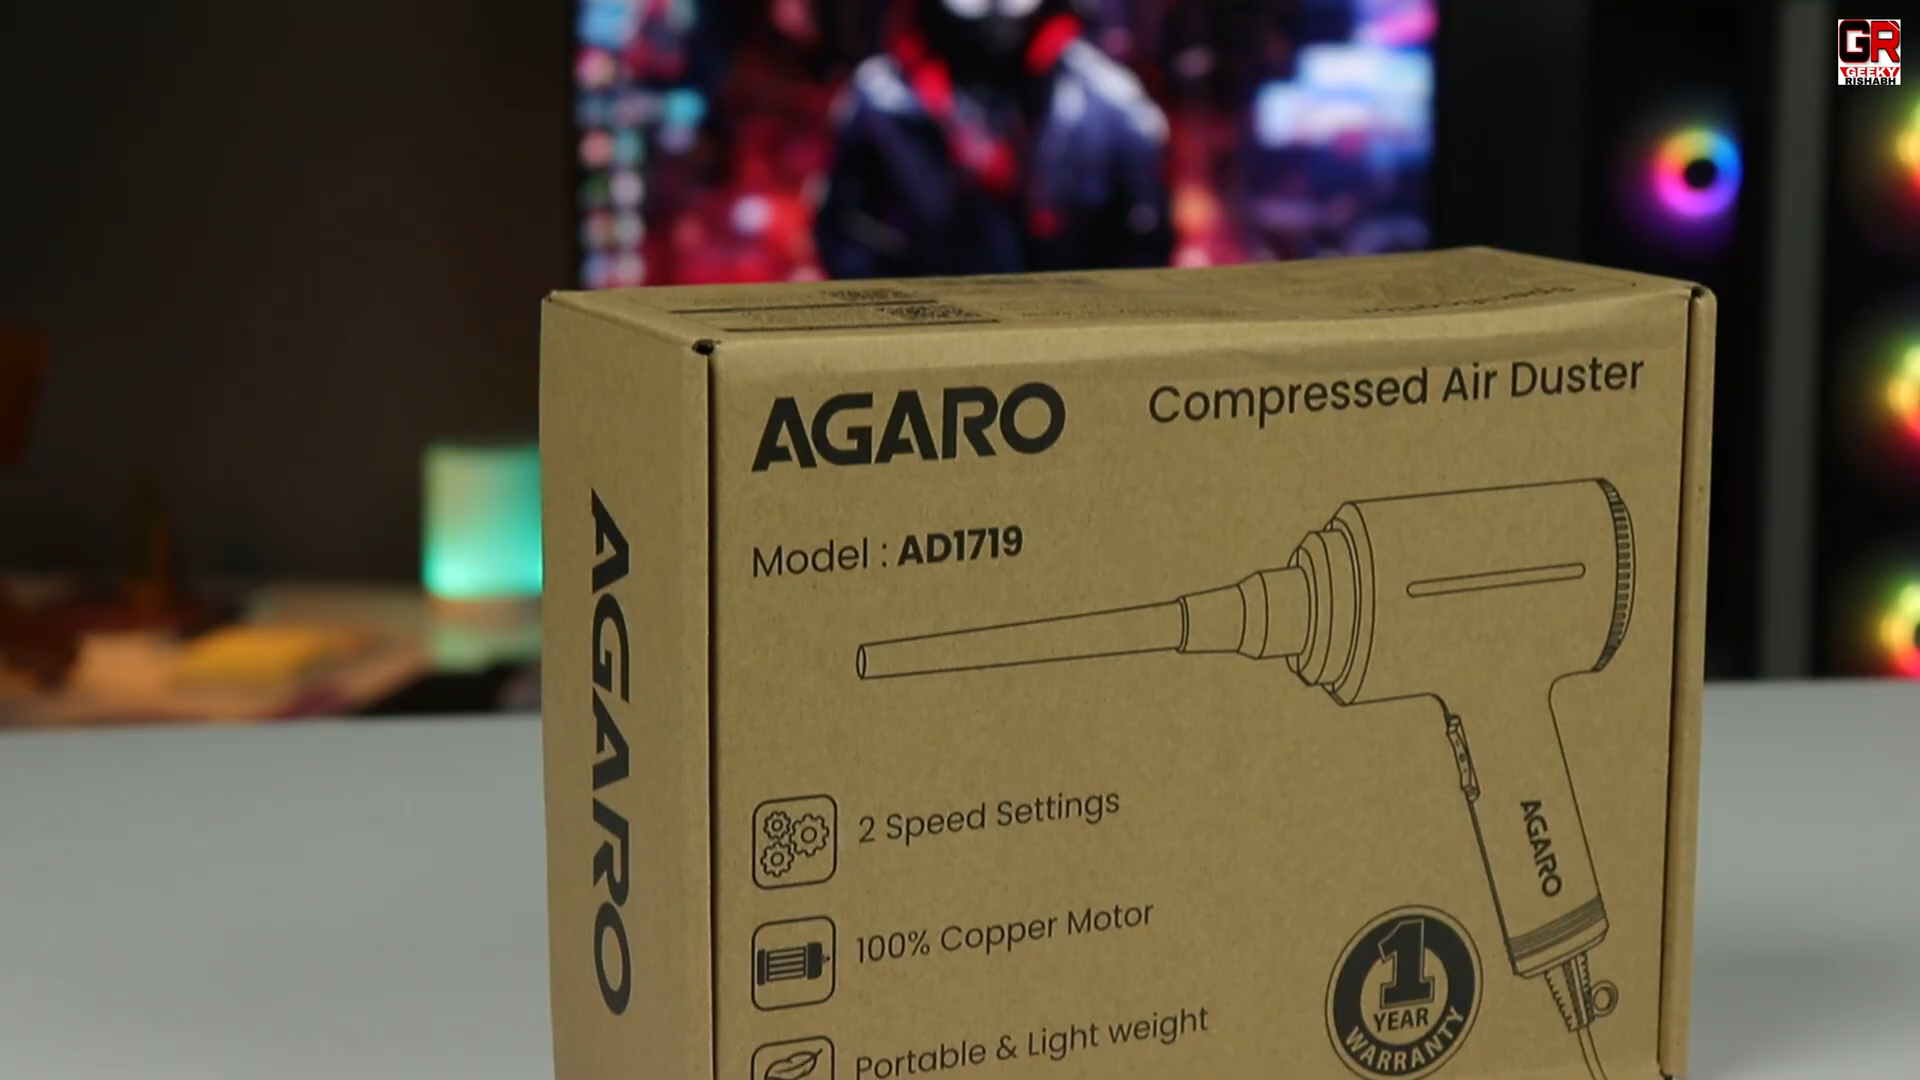 GR
GEEKY
RISHABH
AGARO
Compressed Air Duster
Model : AD1719
AGARO
2 Speed Settings
100% Copper Motor
Portable & Light weight
AGARO
1
YEAR
WARRANTY